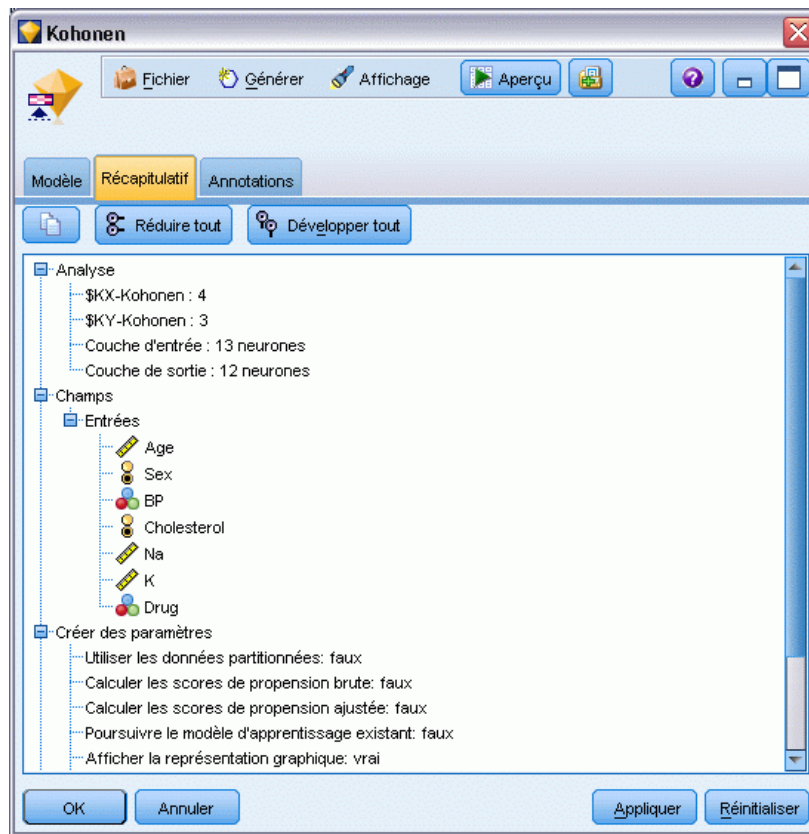 Kohonen
Fichier Générer Affichage Aperçu
Modèle Récapitulatif Annotations
Réduire tout Développer tout
Analyse
$KX-Kohonen : 4
$KY-Kohonen : 3
Couche d'entrée : 13 neurones
Couche de sortie : 12 neurones
Champs
Entrées
Age
Sex
BP
Cholesterol
Na
K
Drug
Créer des paramètres
Utiliser les données partitionnées: faux
Calculer les scores de propension brute: faux
Calculer les scores de propension ajustée: faux
Poursuivre le modèle d'apprentissage existant: faux
Afficher la représentation graphique: vrai
OK Annuler Appliquer Réinitialiser